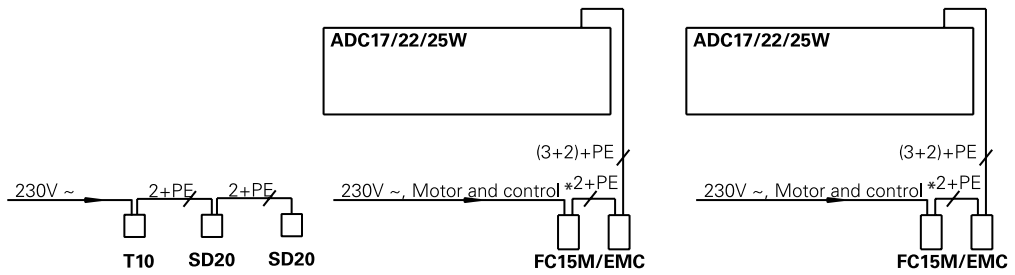 ADC17/22/25W
ADC17/22/25W
(3+2)+PE
(3+2)+PE
230V ~
2+PE
2+PE
230V ~, Motor and control *2+PE
230V ~, Motor and control *2+PE
T10
SD20
SD20
FC15M/EMC
FC15M/EMC